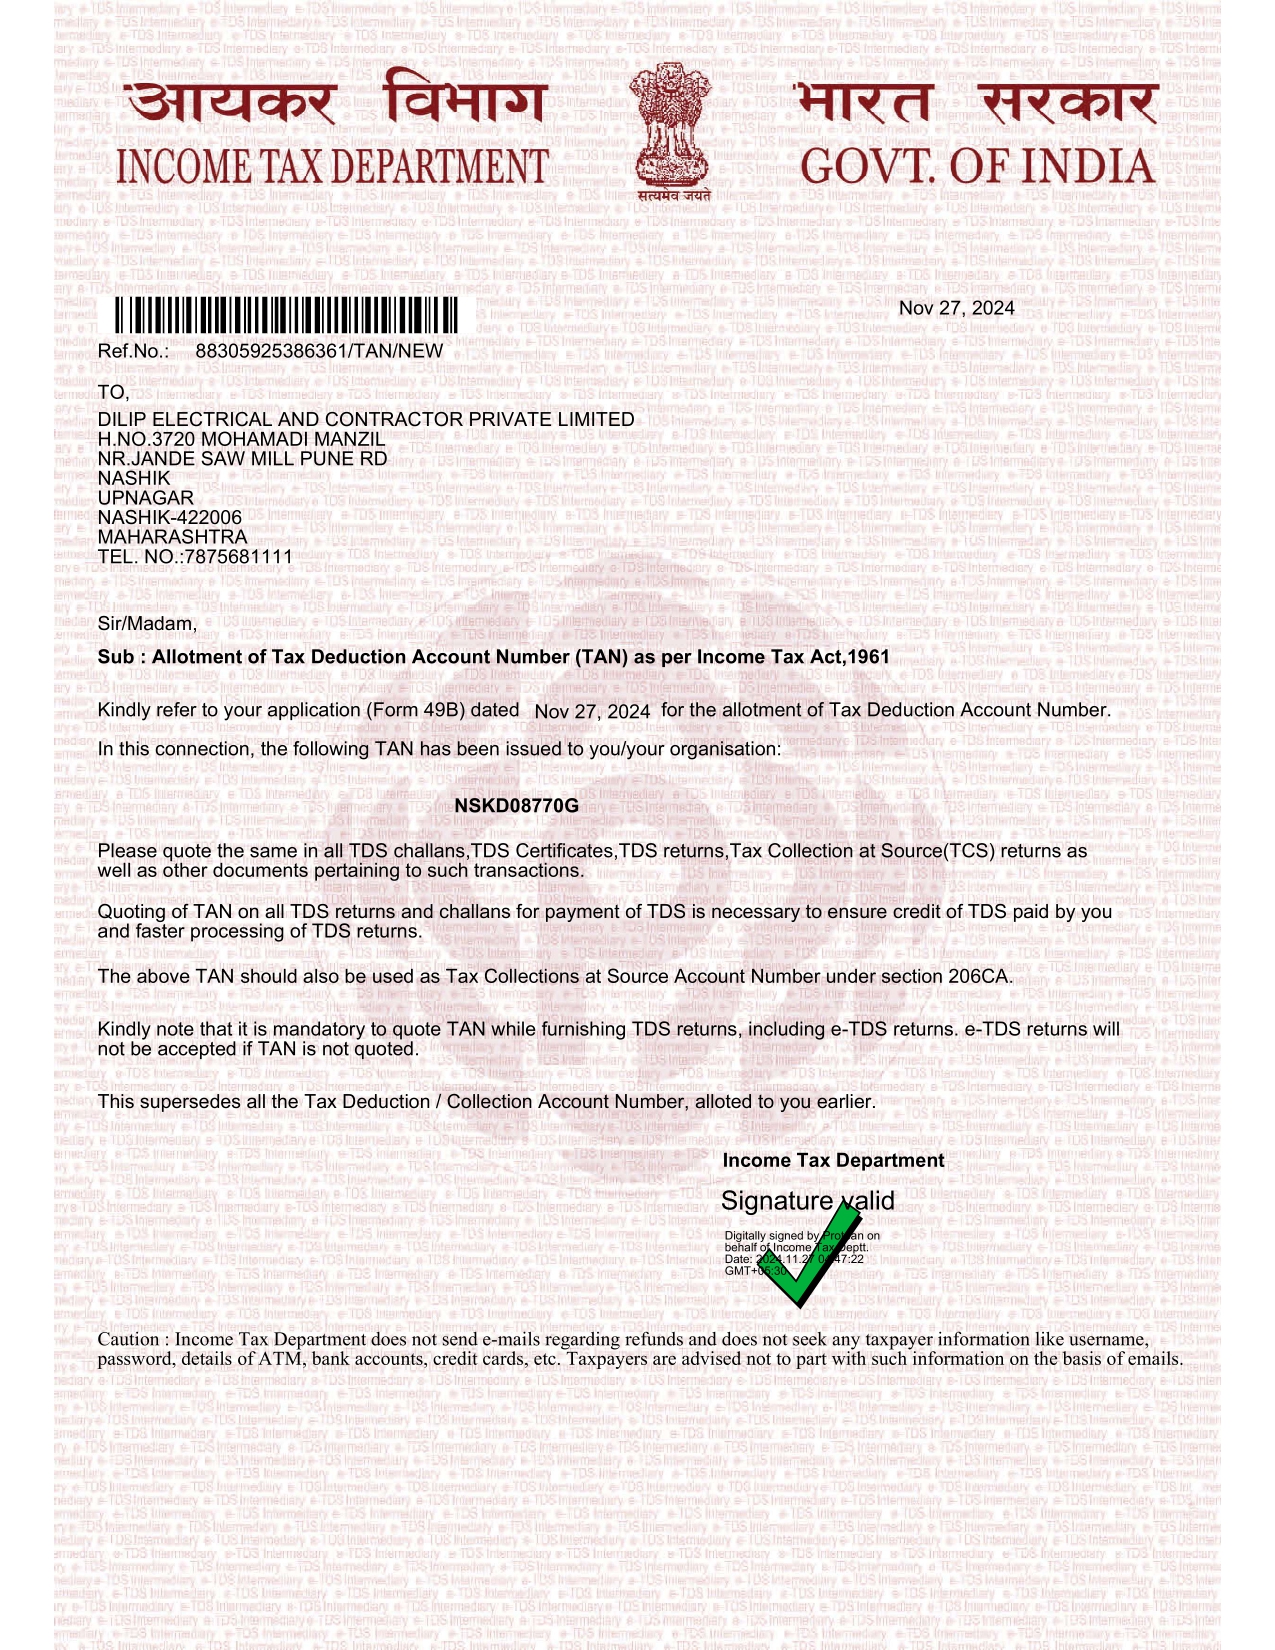 आयकर विभाग
INCOME TAX DEPARTMENT
सत्यमेव जयते
भारत सरकार
GOVT. OF INDIA
Nov 27, 2024
Ref.No.: 88305925386361/TAN/NEW
TO,
DILIP ELECTRICAL AND CONTRACTOR PRIVATE LIMITED
H.NO.3720 MOHAMADI MANZIL
NR.JANDE SAW MILL PUNE RD
NASHIK
UPNAGAR
NASHIK-422006
MAHARASHTRA
TEL. NO.:7875681111
Sir/Madam,
Sub : Allotment of Tax Deduction Account Number (TAN) as per Income Tax Act,1961
Kindly refer to your application (Form 49B) dated Nov 27, 2024 for the allotment of Tax Deduction Account Number.
In this connection, the following TAN has been issued to you/your organisation:
NSKD08770G
Please quote the same in all TDS challans,TDS Certificates,TDS returns,Tax Collection at Source(TCS) returns as
well as other documents pertaining to such transactions.
Quoting of TAN on all TDS returns and challans for payment of TDS is necessary to ensure credit of TDS paid by you
and faster processing of TDS returns.
The above TAN should also be used as Tax Collections at Source Account Number under section 206CA.
Kindly note that it is mandatory to quote TAN while furnishing TDS returns, including e-TDS returns. e-TDS returns will
not be accepted if TAN is not quoted.
This supersedes all the Tax Deduction / Collection Account Number, alloted to you earlier.
Income Tax Department
Signature valid
Digitally signed by on
behalf of Income Tax Deptt.
Date:
GMT+05:30
Caution : Income Tax Department does not send e-mails regarding refunds and does not seek any taxpayer information like username,
password, details of ATM, bank accounts, credit cards, etc. Taxpayers are advised not to part with such information on the basis of emails.